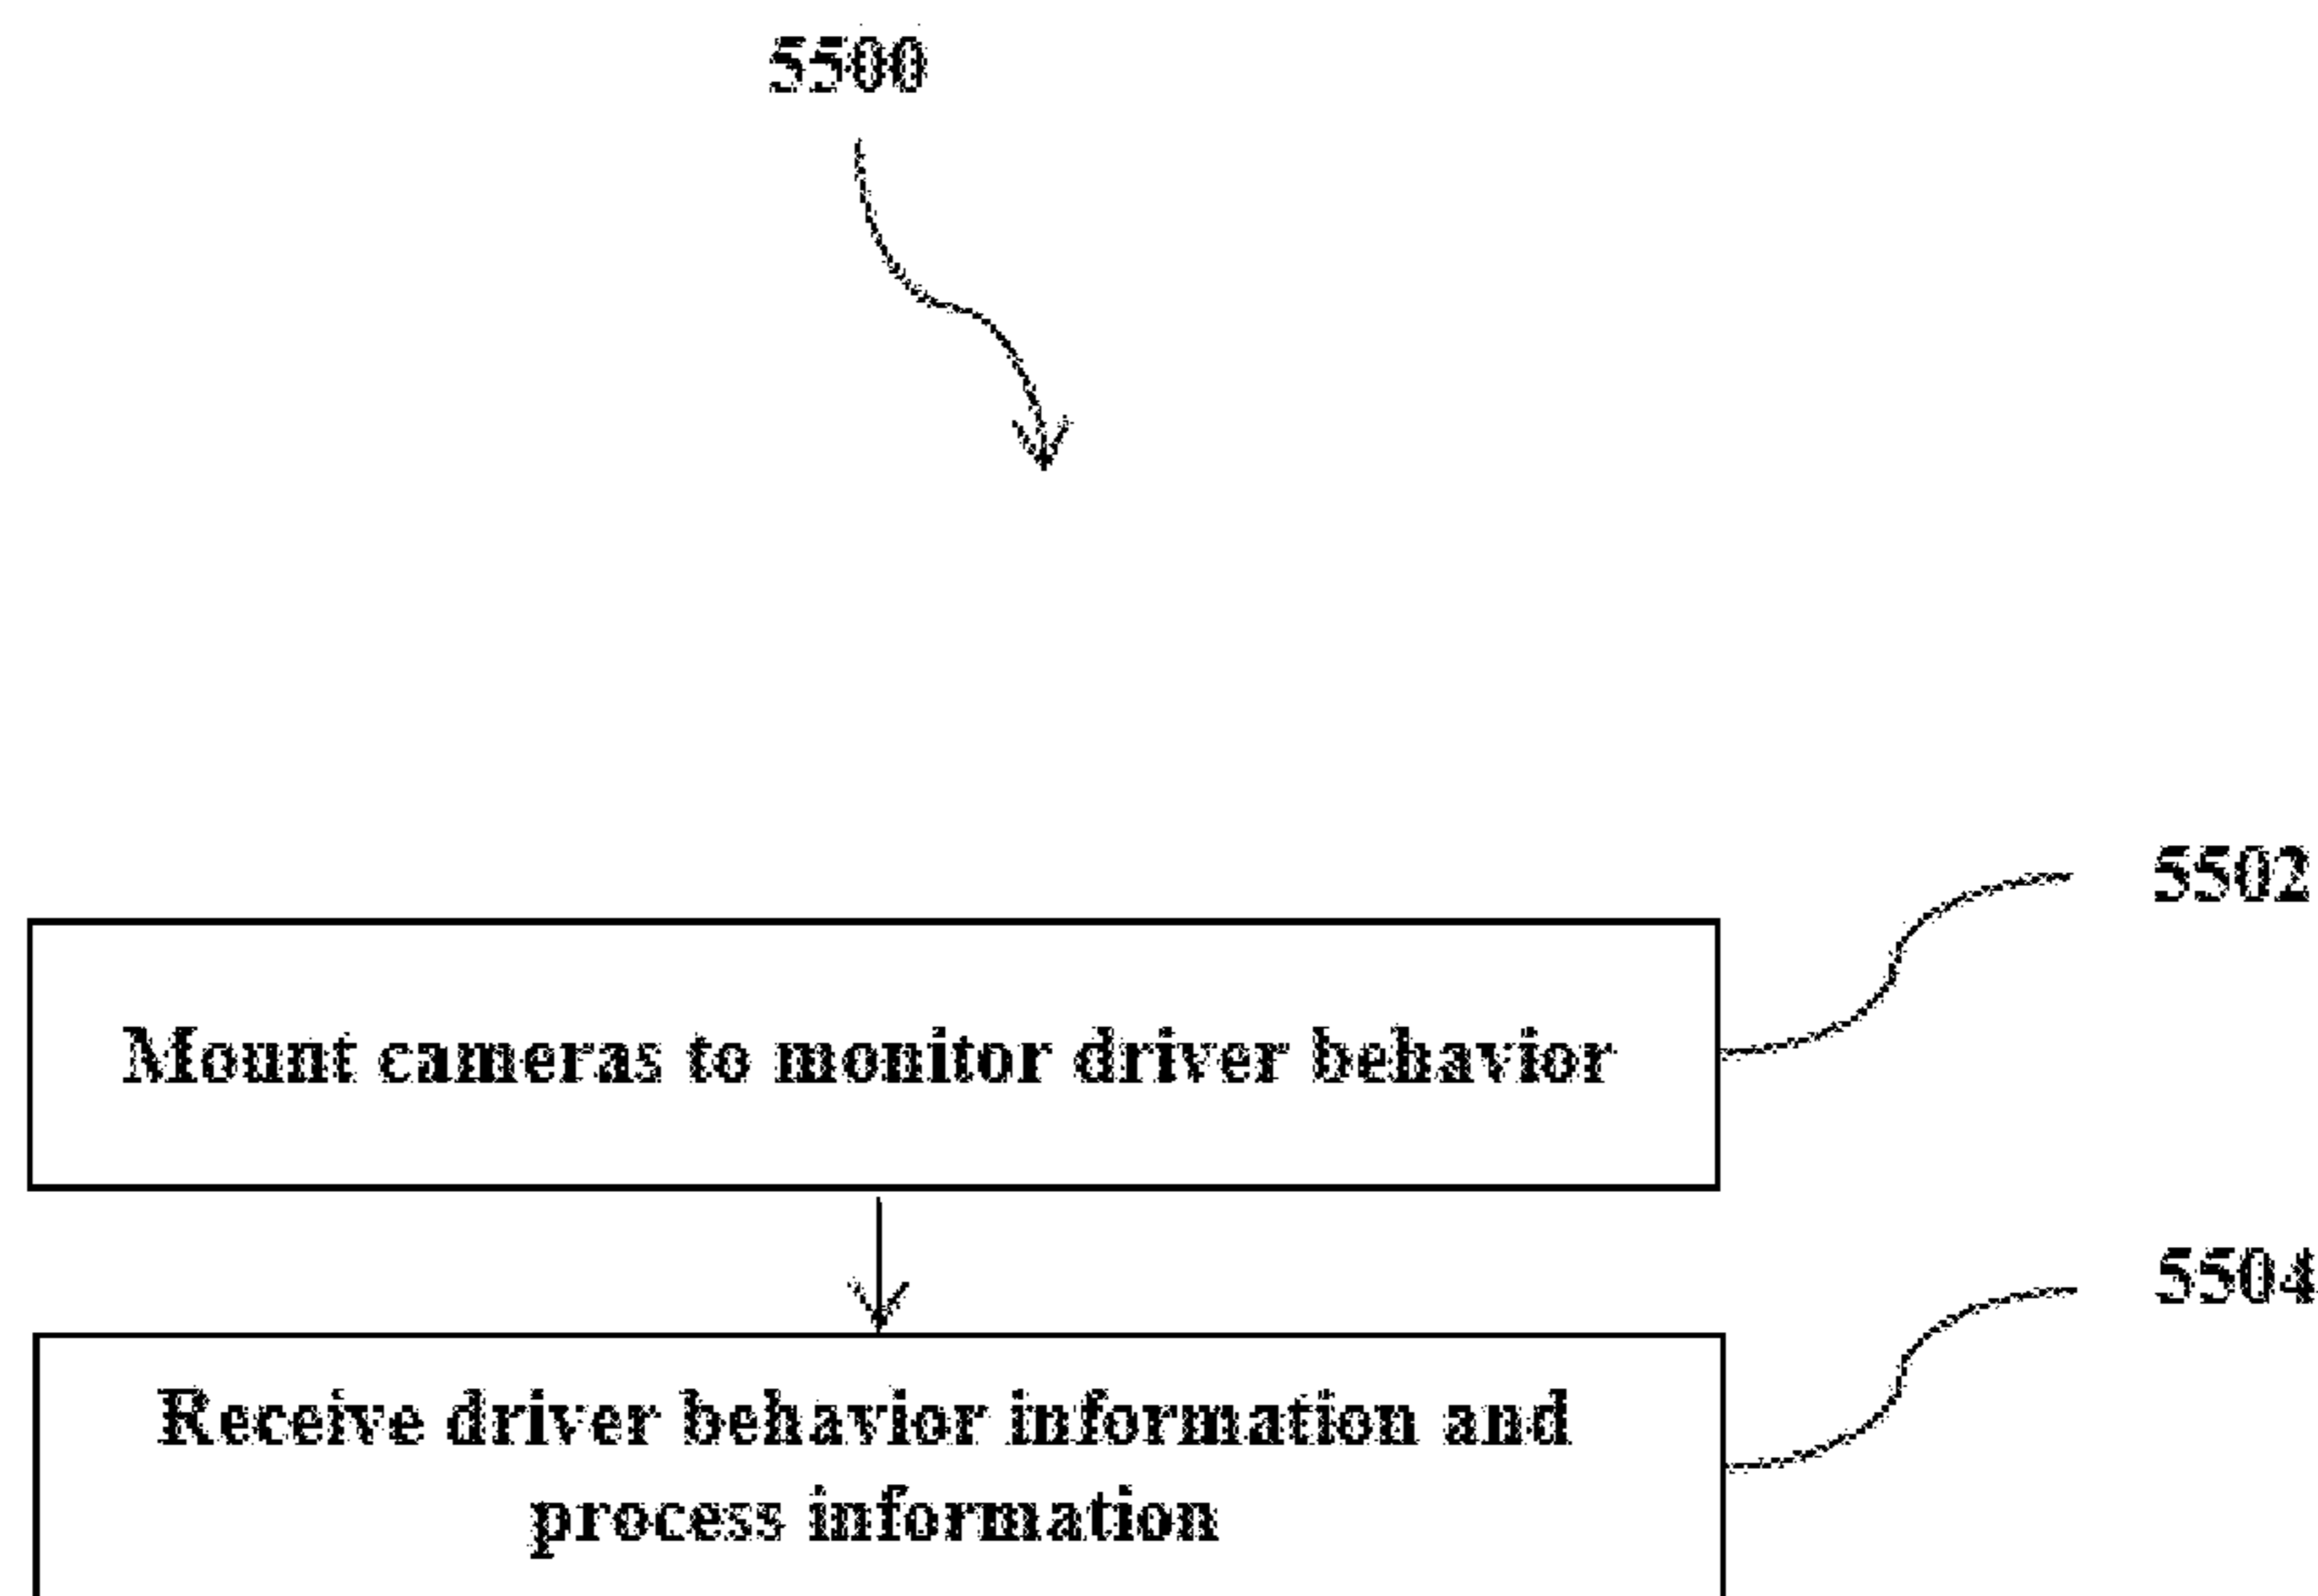 5500
5502
Mount cameras to monitor driver behavior
5504
Receive driver behavior information and
process information